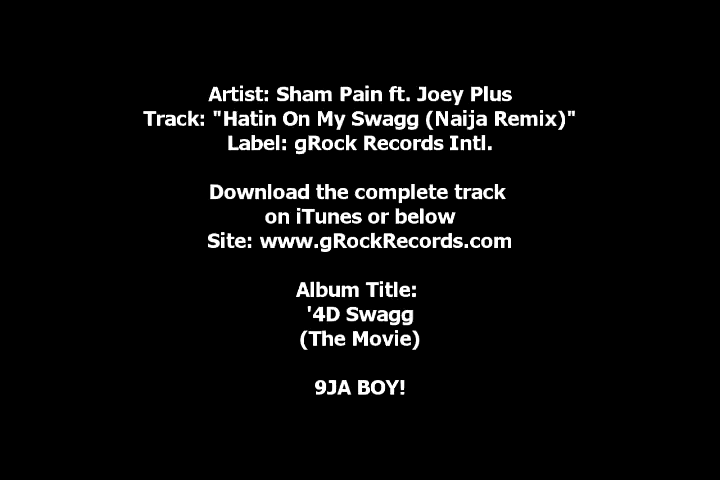 Artist: Sham Pain ft. Joey Plus
Track: "Hatin On My Swagg (Naija Remix)"
Label: gRock Records Intl.
Download the complete track
on iTunes or below
Site: www.gRockRecords.com
Album Title:
'4D Swagg
(The Movie)
9JA BOY!